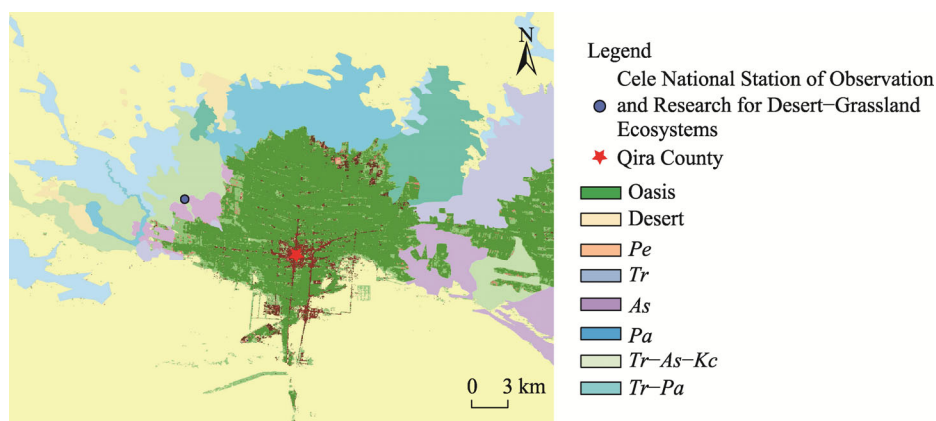 N
0 3 km
Legend
Cele National Station of Observation
and Research for Desert−Grassland
Ecosystems
Qira County
Oasis
Desert
Pe
Tr
As
Pa
Tr−As−Kc
Tr−Pa